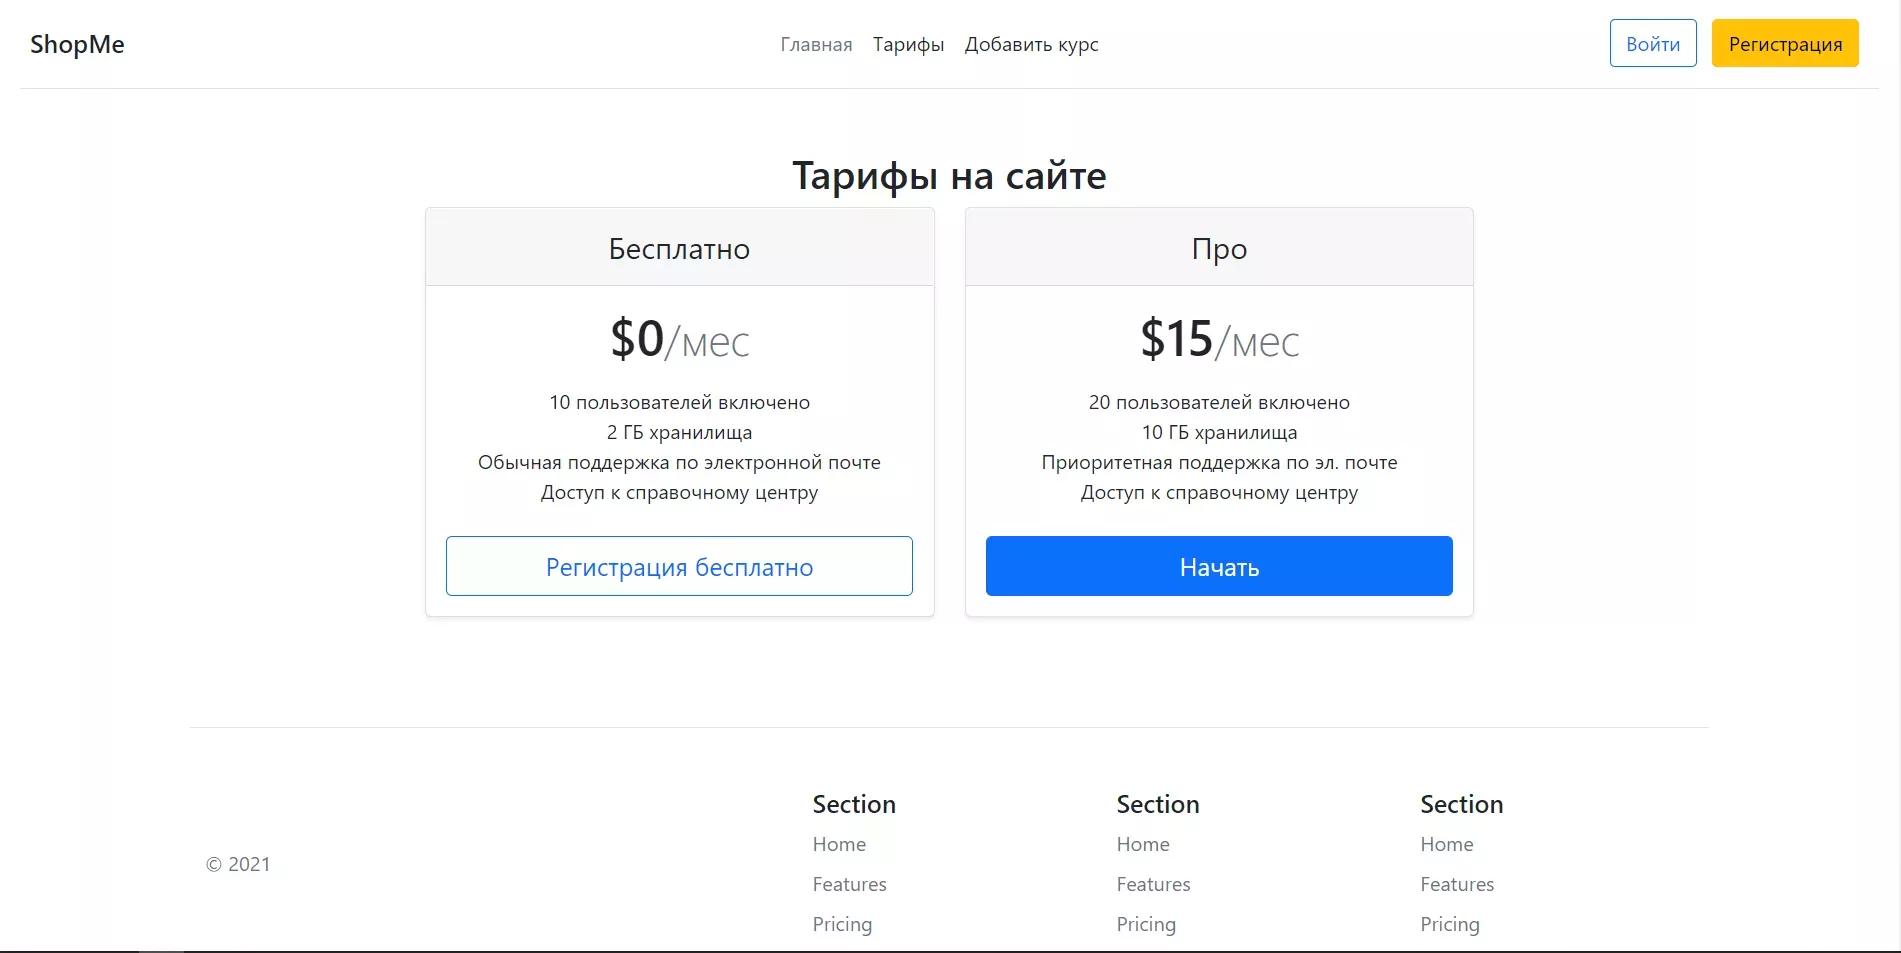 ShopMe
Главная Тарифы Добавить курс
Войти Регистрация
Тарифы на сайте
Бесплатно
$0/мес
10 пользователей включено
2 ГБ хранилища
Обычная поддержка по электронной почте
Доступ к справочному центру
Регистрация бесплатно
Про
$15/мес
20 пользователей включено
10 ГБ хранилища
Приоритетная поддержка по эл. почте
Доступ к справочному центру
Начать
© 2021
Section
Home
Features
Pricing
Section
Home
Features
Pricing
Section
Home
Features
Pricing